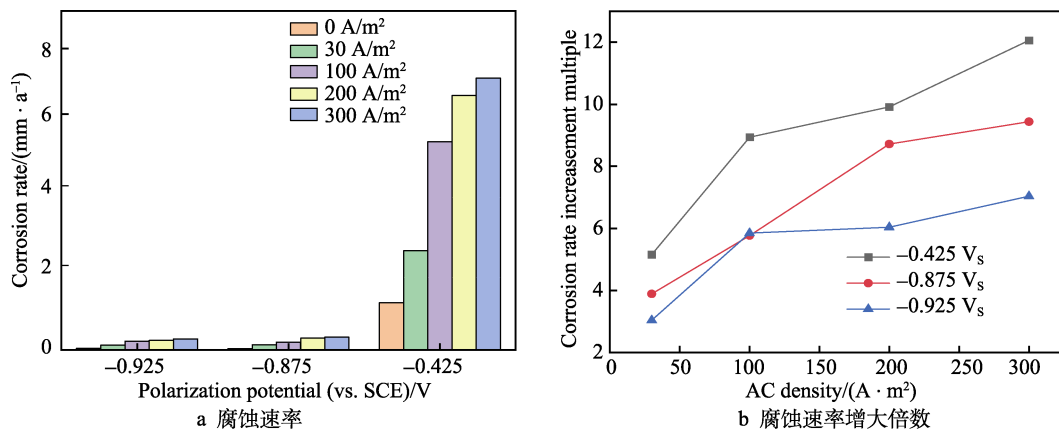 0 A/m²
30 A/m²
100 A/m²
200 A/m²
300 A/m²
Corrosion rate/(mm · a⁻¹)
8
6
4
2
0
–0.925
–0.875
–0.425
Polarization potential (vs. SCE)/V
a 腐蚀速率
Corrosion rate increasement multiple
12
10
8
6
4
2
–0.425 Vₛ
–0.875 Vₛ
–0.925 Vₛ
0
50
100
150
200
250
300
AC density/(A · m²)
b 腐蚀速率增大倍数